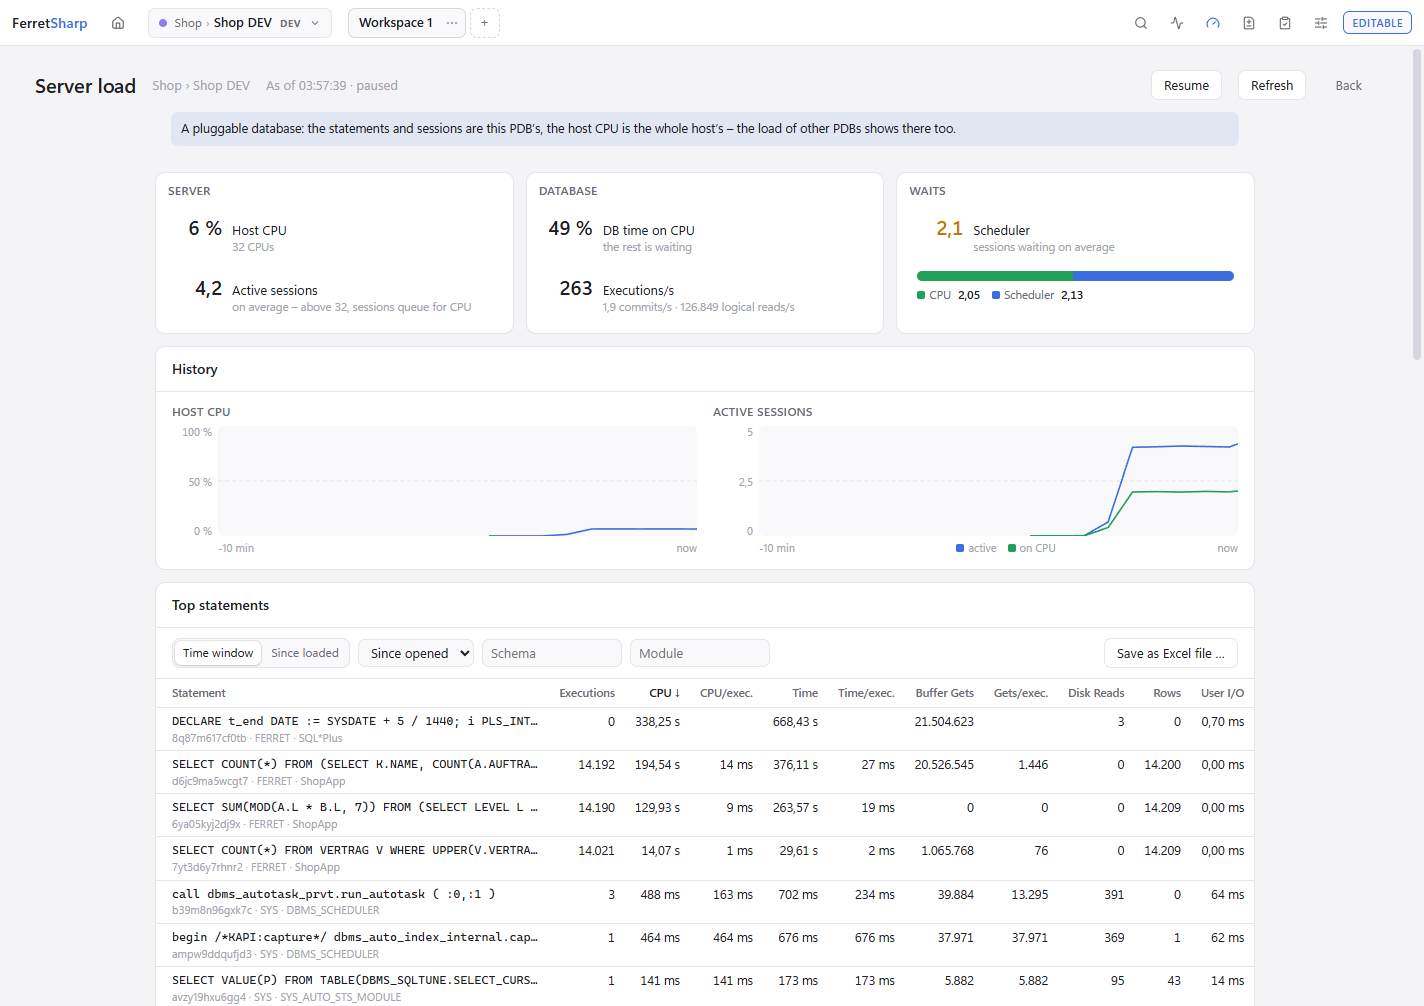 FerretSharp
Shop › Shop DEV DEV
Workspace 1 ···
+
EDITABLE
Server load
Shop › Shop DEV
As of 03:57:39 · paused
Resume
Refresh
Back
A pluggable database: the statements and sessions are this PDB's, the host CPU is the whole host's – the load of other PDBs shows there too.
SERVER
6 % Host CPU
32 CPUs
4,2 Active sessions
on average – above 32, sessions queue for CPU
DATABASE
49 % DB time on CPU
the rest is waiting
263 Executions/s
1,9 commits/s · 126.849 logical reads/s
WAITS
2,1 Scheduler
sessions waiting on average
CPU 2,05 Scheduler 2,13
History
HOST CPU
100 %
50 %
0 %
-10 min now
ACTIVE SESSIONS
5
2,5
0
-10 min active on CPU now
Top statements
Time window Since loaded Since opened Schema Module Save as Excel file ...
Statement Executions CPU ↓ CPU/exec. Time Time/exec. Buffer Gets Gets/exec. Disk Reads Rows User I/O
DECLARE t_end DATE := SYSDATE + 5 / 1440; i PLS_INT… 0 338,25 s 668,43 s 21.504.623 3 0 0,70 ms
8q87m617cf0tb · FERRET · SQL*Plus
SELECT COUNT(*) FROM (SELECT K.NAME, COUNT(A.AUFTRA… 14.192 194,54 s 14 ms 376,11 s 27 ms 20.526.545 1.446 0 14.200 0,00 ms
d6jc9ma5wcgt7 · FERRET · ShopApp
SELECT SUM(MOD(A.L * B.L, 7)) FROM (SELECT LEVEL L … 14.190 129,93 s 9 ms 263,57 s 19 ms 0 0 0 14.209 0,00 ms
6ya05kyj2dj9x · FERRET · ShopApp
SELECT COUNT(*) FROM VERTRAG V WHERE UPPER(V.VERTRA… 14.021 14,07 s 1 ms 29,61 s 2 ms 1.065.768 76 0 14.209 0,00 ms
7yt3d6y7rhnr2 · FERRET · ShopApp
call dbms_autotask_prvt.run_autotask ( :0,:1 ) 3 488 ms 163 ms 702 ms 234 ms 39.884 13.295 391 0 64 ms
b39m8n96gxk7c · SYS · DBMS_SCHEDULER
begin /*KAPI:capture*/ dbms_auto_index_internal.cap… 1 464 ms 464 ms 676 ms 676 ms 37.971 37.971 369 1 62 ms
ampw9ddqufjd3 · SYS · DBMS_SCHEDULER
SELECT VALUE(P) FROM TABLE(DBMS_SQLTUNE.SELECT_CURS… 1 141 ms 141 ms 173 ms 173 ms 5.882 5.882 95 43 14 ms
avzy19hxu6gg4 · SYS · SYS_AUTO_STS_MODULE